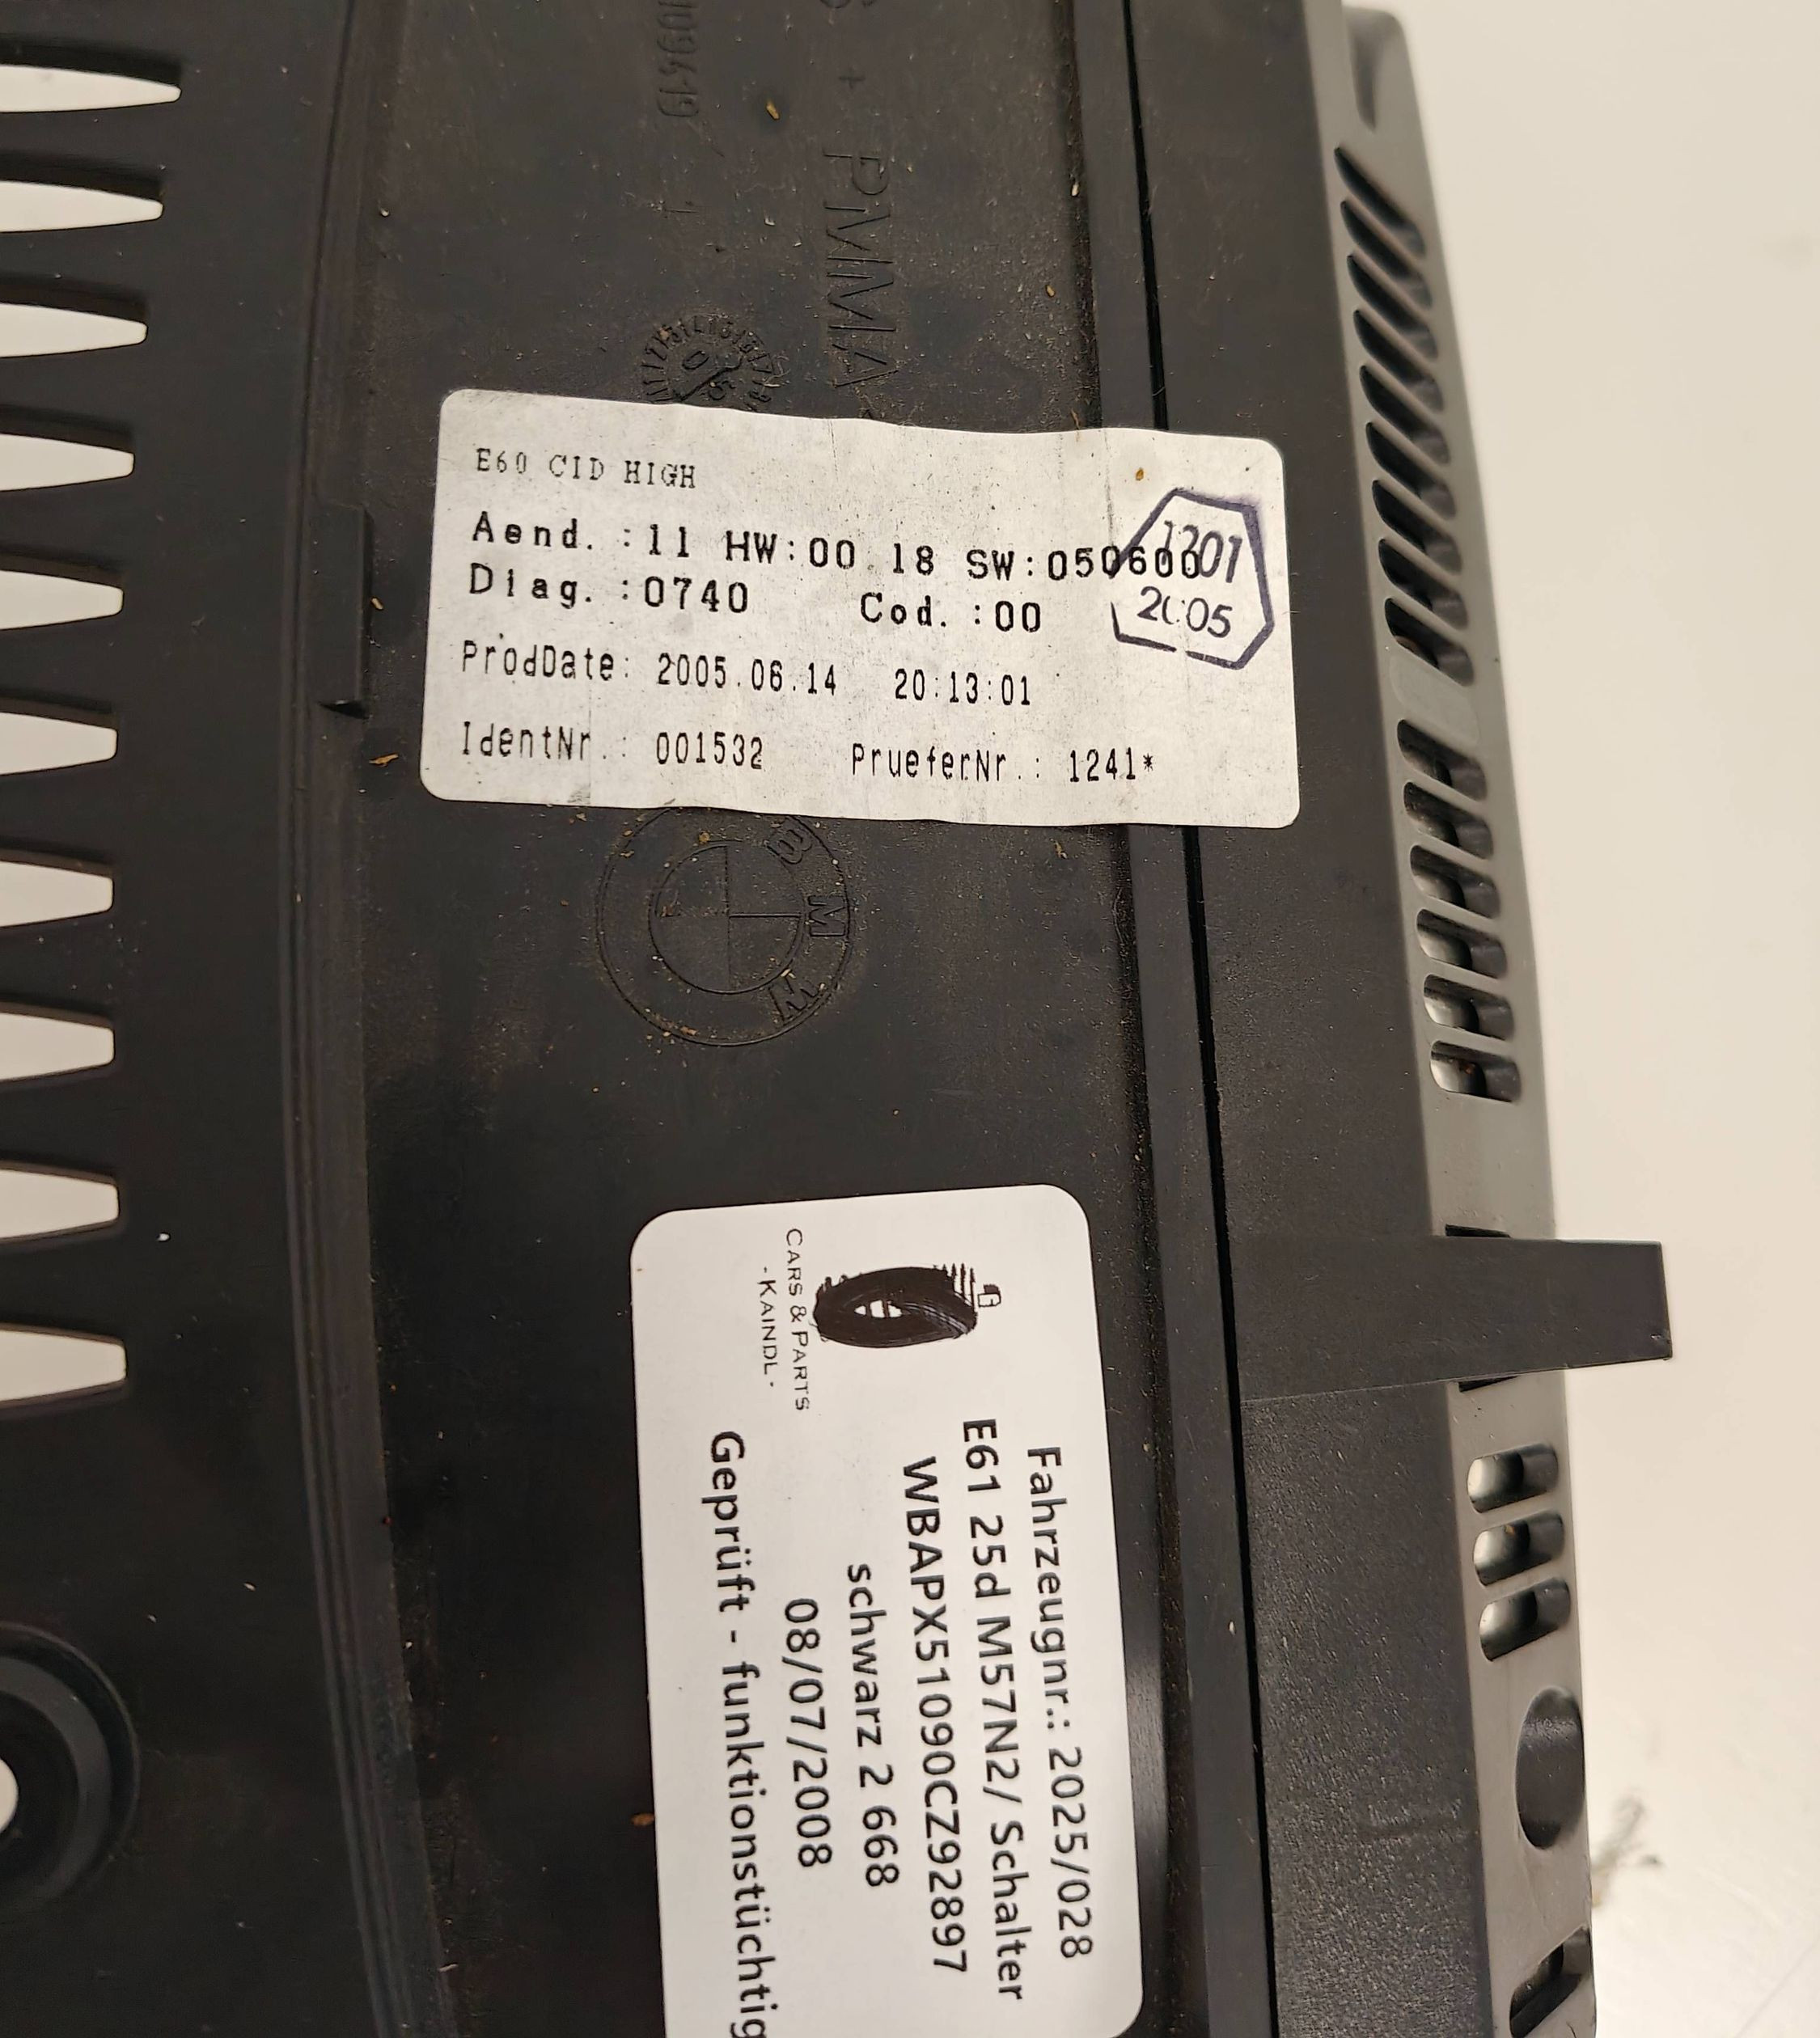 + PMMA
E60 CID HIGH
Aend. :11 HW:00.18 SW:050600
Diag. :0740 Cod. :00
1201
2005
ProdDate: 2005.06.14 20:13:01
IdentNr.: 001532 PrueferNr.: 1241*
BMW
CARS & PARTS
- KAINDL -
Fahrzeugnr.: 2025/028
E61 25d M57N2/ Schalter
WBAPX51090CZ92897
schwarz 2 668
08/07/2008
Geprüft - funktionstüchtig